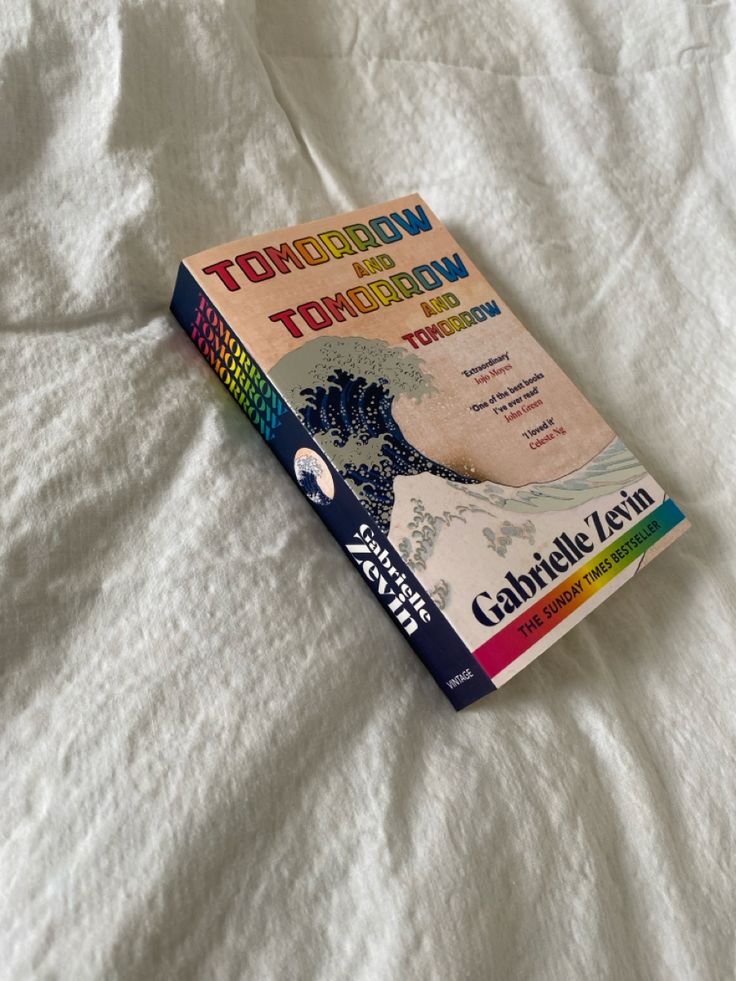 TOMORROW
AND
TOMORROW
AND
TOMORROW
'Extraordinary'
Jojo Moyes
'One of the best books
I've ever read'
John Green
'I loved it'
Celeste Ng
Gabrielle Zevin
THE SUNDAY TIMES BESTSELLER
TOMORROW
TOMORROW
TOMORROW
Gabrielle
Zevin
VINTAGE